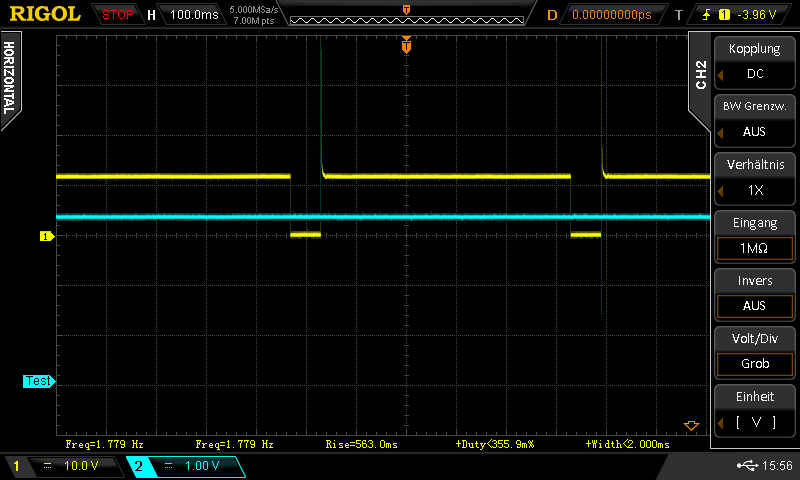 RIGOL STOP H 100.0ms 5.000MSa/s 7.00M pts T D 0.00000000ps T 1 -3.96 V
HORIZONTAL
T
CH2
Kopplung
DC
BW Grenzw.
AUS
Verhältnis
1X
Eingang
1MΩ
Invers
AUS
Volt/Div
Grob
Einheit
[ V ]
1
Test
Freq=1.779 Hz Freq=1.779 Hz Rise=563.0ms +Duty<355.9m% +Width<2.000ms
1 10.0 V 2 1.00 V 15:56